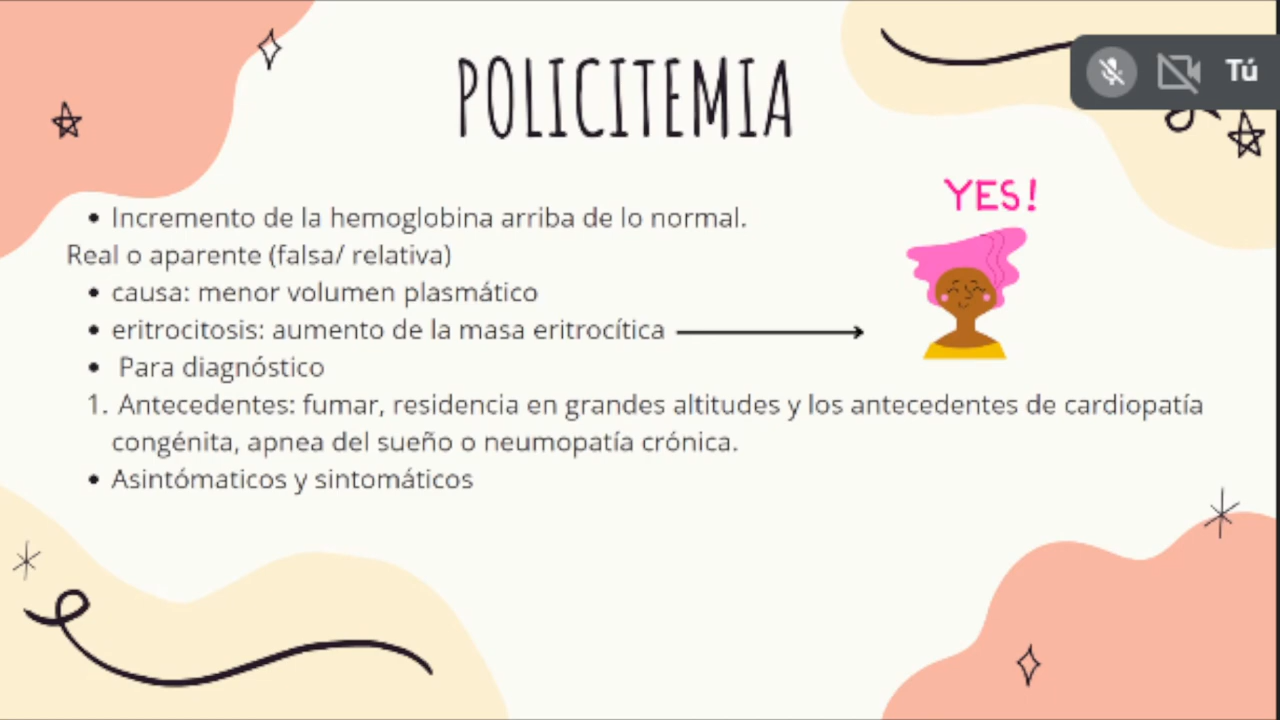 POLICITEMIA
Tú
YES!
• Incremento de la hemoglobina arriba de lo normal.
Real o aparente (falsa/ relativa)
• causa: menor volumen plasmático
• eritrocitosis: aumento de la masa eritrocítica
• Para diagnóstico
1. Antecedentes: fumar, residencia en grandes altitudes y los antecedentes de cardiopatía
congénita, apnea del sueño o neumopatía crónica.
• Asintómaticos y sintomáticos